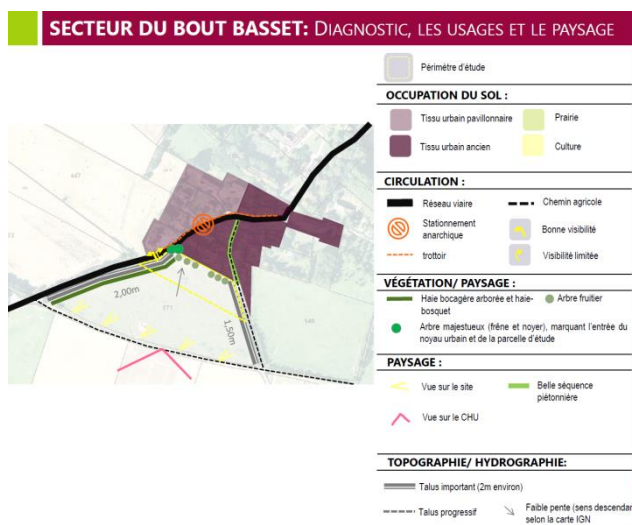 SECTEUR DU BOUT BASSET: DIAGNOSTIC, LES USAGES ET LE PAYSAGE
Périmètre d'étude
OCCUPATION DU SOL :
Tissu urbain pavillonnaire
Prairie
Tissu urbain ancien
Culture
CIRCULATION :
Réseau viaire
Chemin agricole
Stationnement
anarchique
Bonne visibilité
trottoir
Visibilité limitée
VÉGÉTATION/ PAYSAGE :
Haie bocagère arborée et haie-
bosquet
Arbre fruitier
Arbre majestueux (frêne et noyer), marquant l'entrée du
noyau urbain et de la parcelle d'étude
PAYSAGE :
Vue sur le site
Belle séquence
piétonnière
Vue sur le CHU
TOPOGRAPHIE/ HYDROGRAPHIE:
Talus important (2m environ)
Talus progressif
Faible pente (sens descendan
selon la carte IGN
2,00m
1,50m